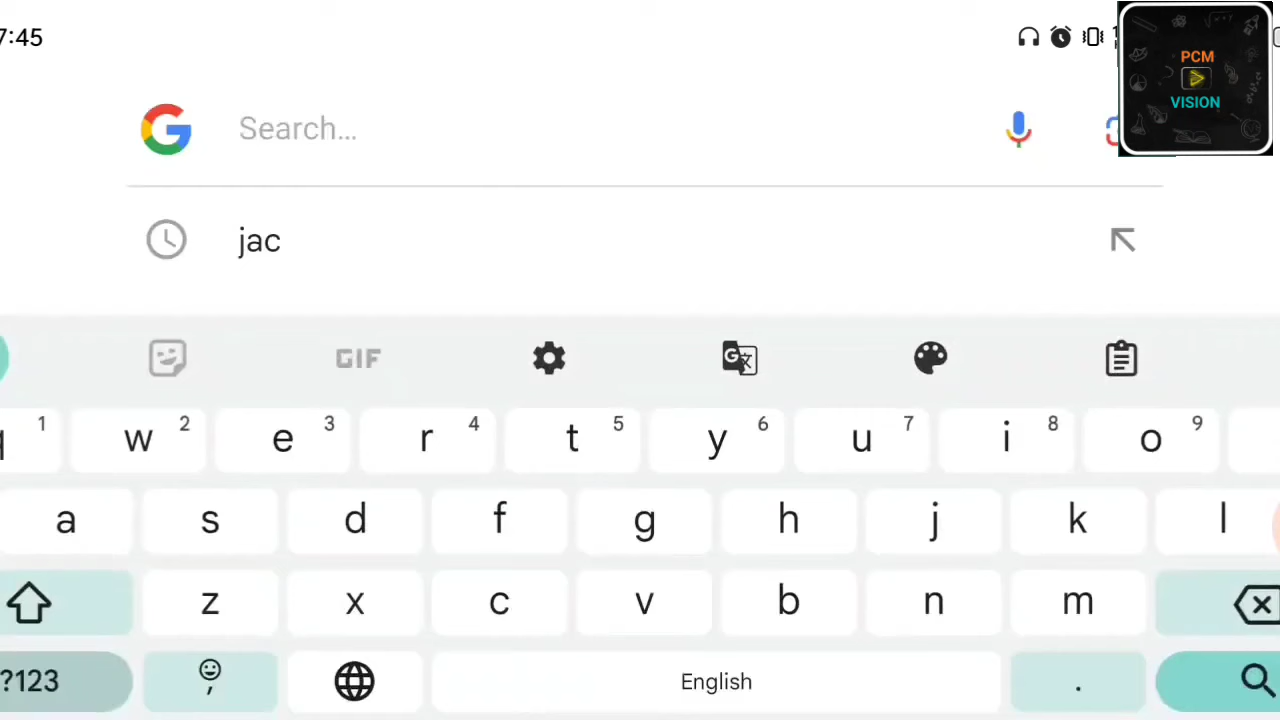 7:45
PCM
VISION
Search...
jac
GIF
q 1 w 2 e 3 r 4 t 5 y 6 u 7 i 8 o 9
a s d f g h j k l
z x c v b n m
?123 , English .